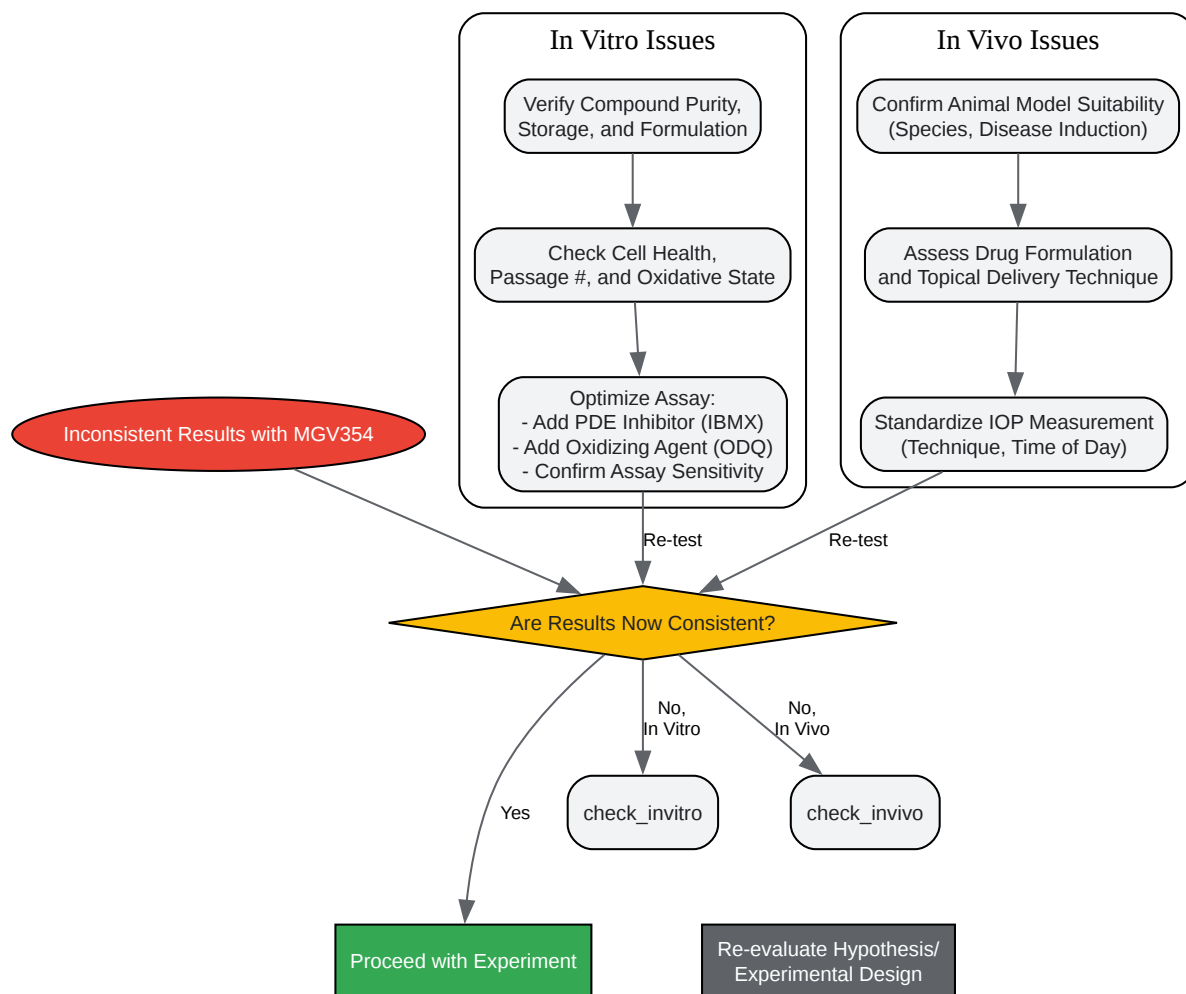 In Vitro Issues
Verify Compound Purity,
Storage, and Formulation
Check Cell Health,
Passage #, and Oxidative State
Optimize Assay:
- Add PDE Inhibitor (IBMX)
- Add Oxidizing Agent (ODQ)
- Confirm Assay Sensitivity
In Vivo Issues
Confirm Animal Model Suitability
(Species, Disease Induction)
Assess Drug Formulation
and Topical Delivery Technique
Standardize IOP Measurement
(Technique, Time of Day)
Inconsistent Results with MGV354
Re-test
Re-test
Are Results Now Consistent?
Yes
No,
In Vitro
No,
In Vivo
check_invitro
check_invivo
Proceed with Experiment
Re-evaluate Hypothesis/
Experimental Design